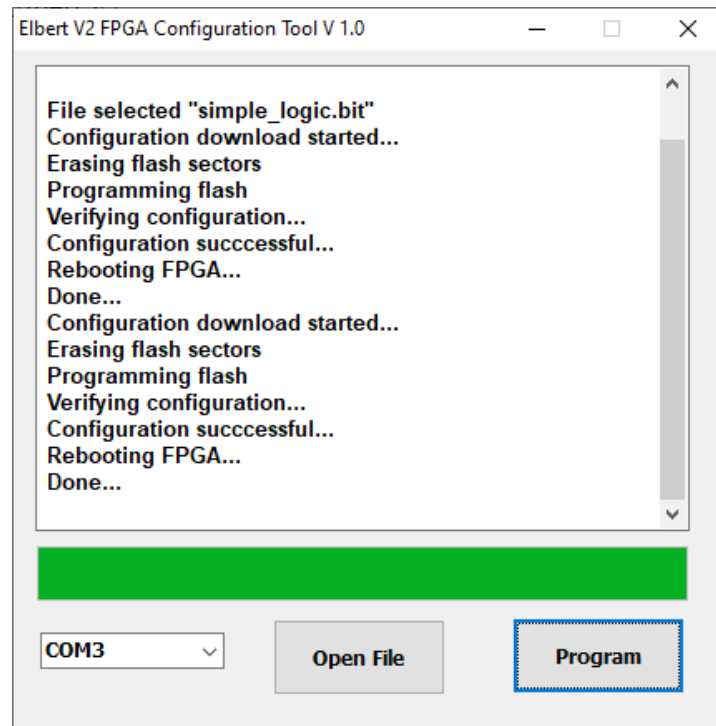 Elbert V2 FPGA Configuration Tool V 1.0
File selected "simple_logic.bit"
Configuration download started...
Erasing flash sectors
Programming flash
Verifying configuration...
Configuration succcessful...
Rebooting FPGA...
Done...
Configuration download started...
Erasing flash sectors
Programming flash
Verifying configuration...
Configuration succcessful...
Rebooting FPGA...
Done...
COM3
Open File
Program